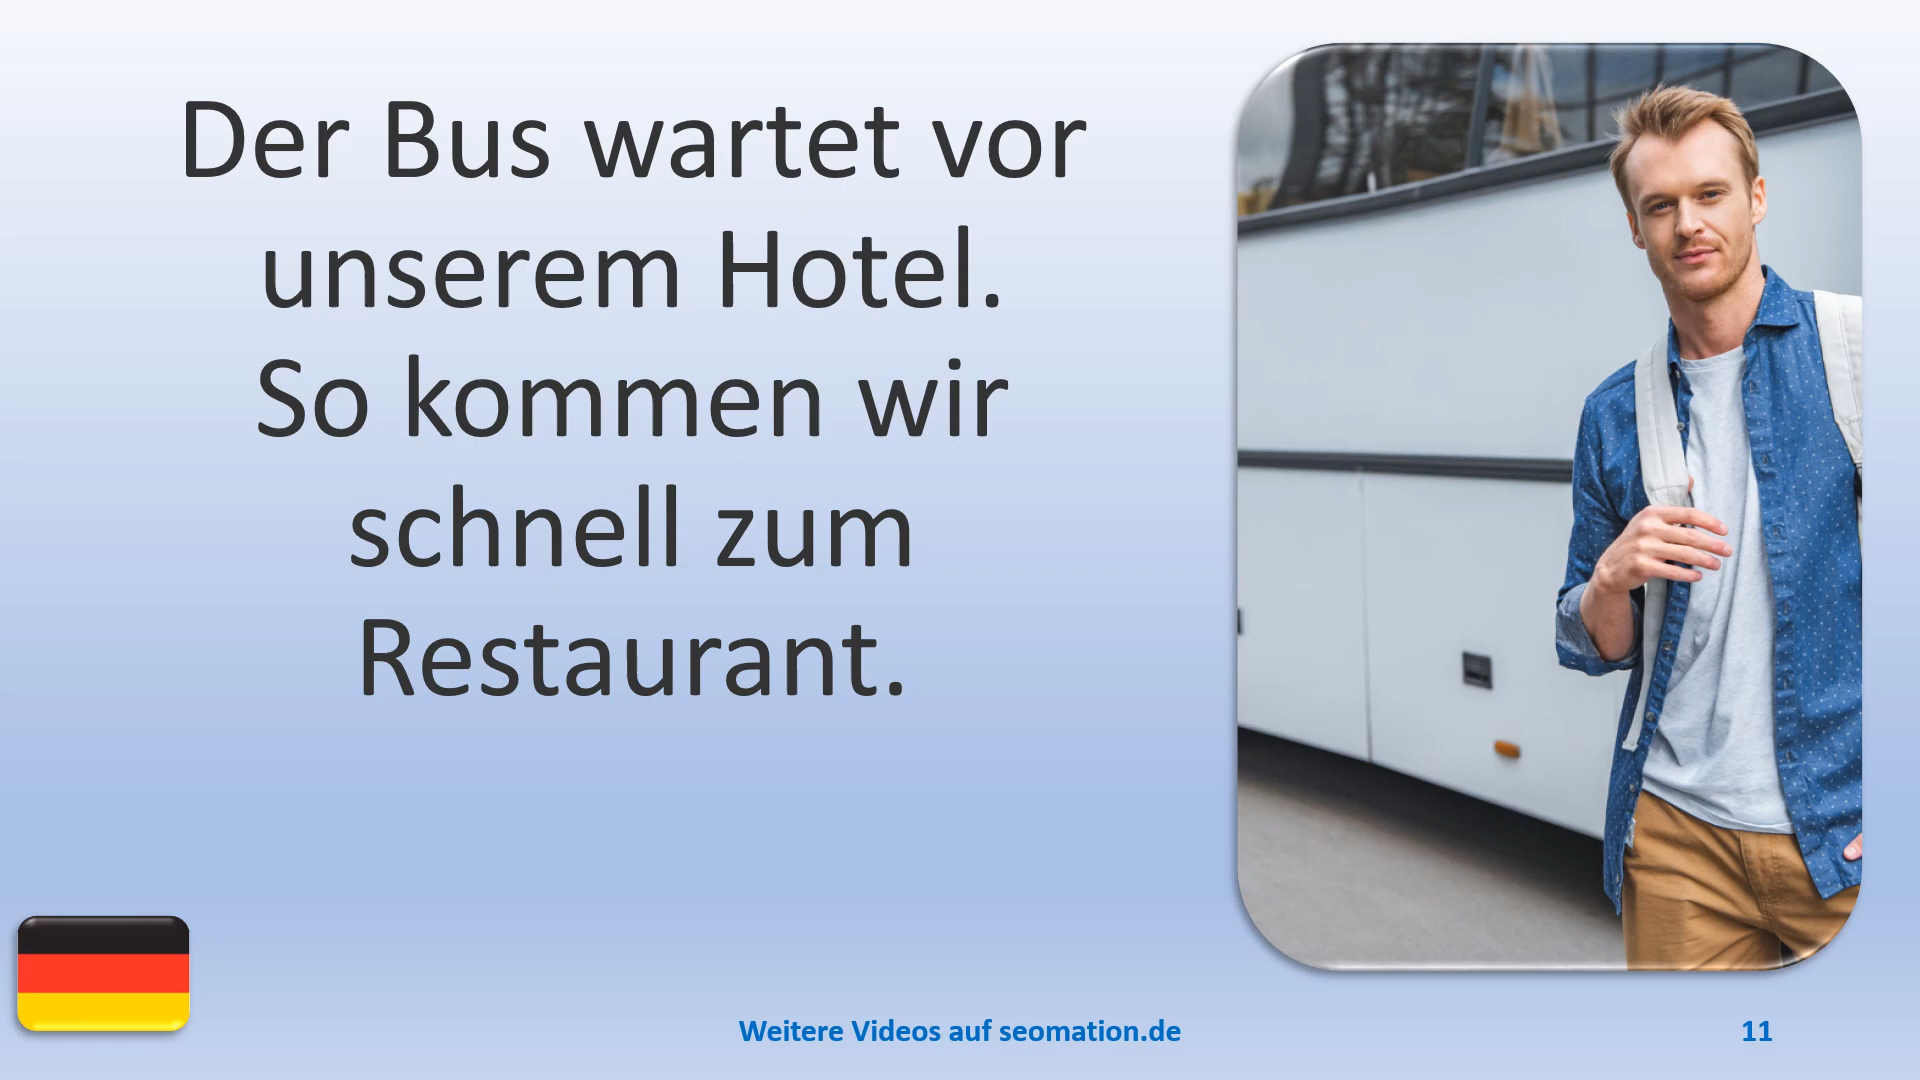 Der Bus wartet vor
unserem Hotel.
So kommen wir
schnell zum
Restaurant.
Weitere Videos auf seomation.de
11